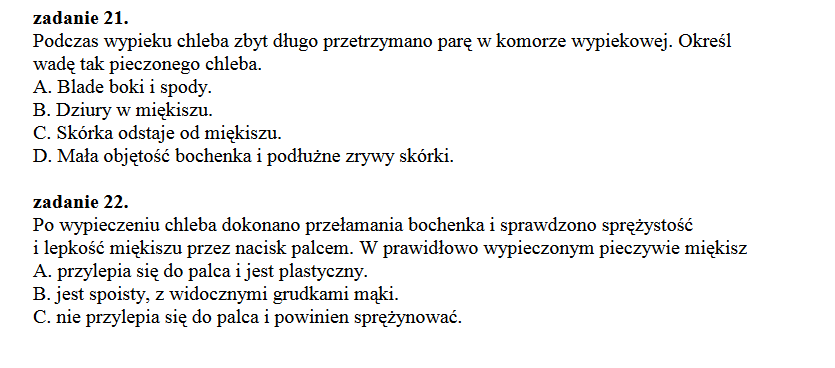 zadanie 21.
Podczas wypieku chleba zbyt długo przetrzymano parę w komorze wypiekowej. Określ
wadę tak pieczonego chleba.
A. Blade boki i spody.
B. Dziury w miękiszu.
C. Skórka odstaje od miękiszu.
D. Mała objętość bochenka i podłużne zrywy skórki.
zadanie 22.
Po wypieczeniu chleba dokonano przełamania bochenka i sprawdzono sprężystość
i lepkość miękiszu przez nacisk palcem. W prawidłowo wypieczonym pieczywie miękisz
A. przylepia się do palca i jest plastyczny.
B. jest spoisty, z widocznymi grudkami mąki.
C. nie przylepia się do palca i powinien sprężynować.